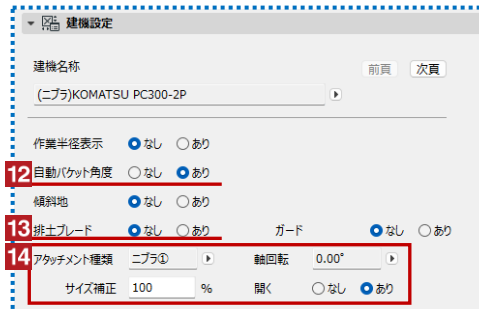 建機設定
建機名称
前頁 次頁
(ニブラ)KOMATSU PC300-2P
作業半径表示 なし あり
12 自動バケット角度 なし あり
傾斜地 なし あり
13 排土ブレード なし あり ガード なし あり
14 アタッチメント種類 ニブラ① 軸回転 0.00°
サイズ補正 100 % 開く なし あり